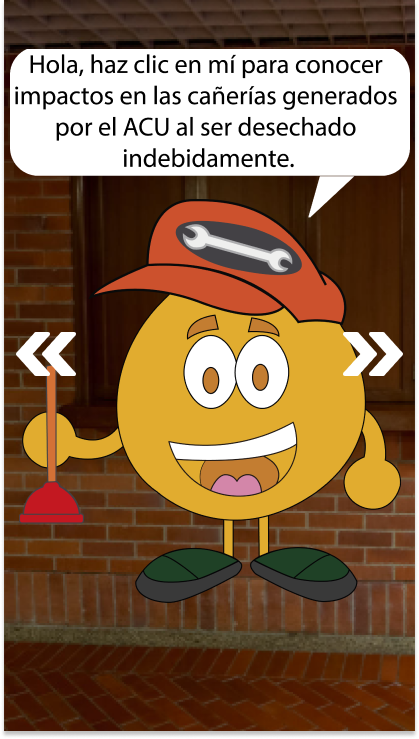 Hola, haz clic en mí para conocer
impactos en las cañerías generados
por el ACU al ser desechado
indebidamente.